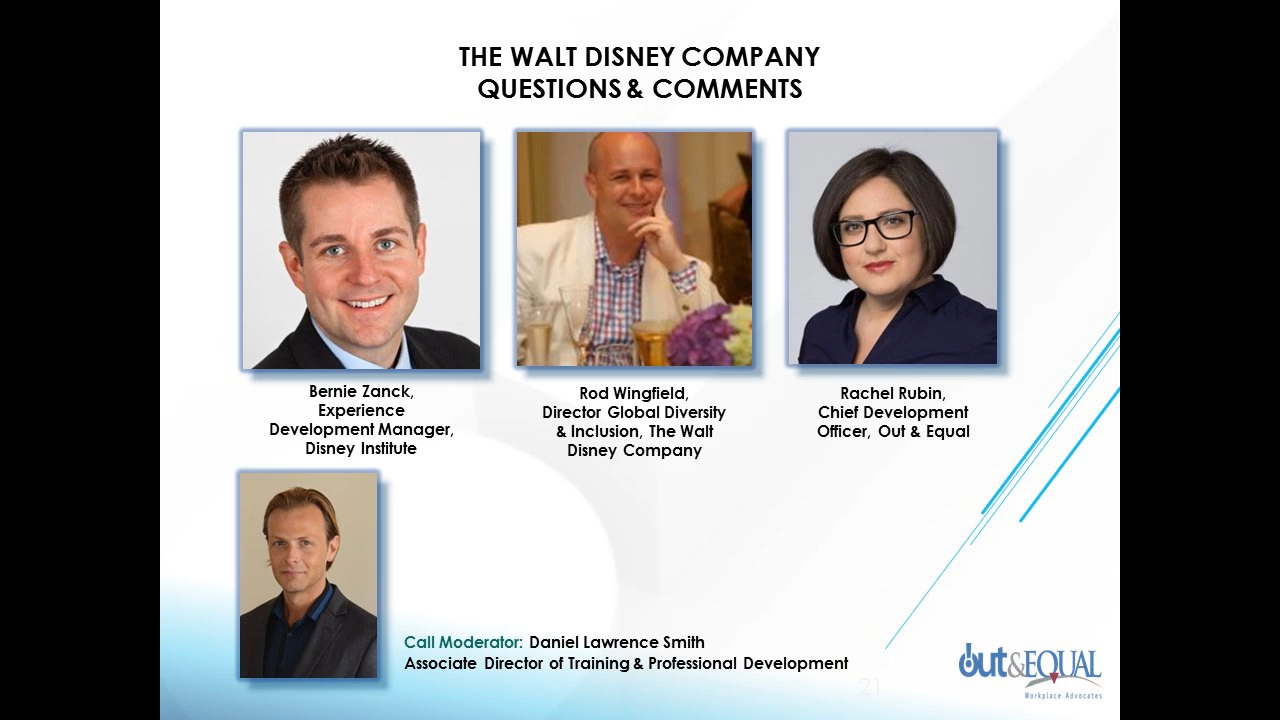 THE WALT DISNEY COMPANY
QUESTIONS & COMMENTS
Bernie Zanck,
Experience
Development Manager,
Disney Institute
Rod Wingfield,
Director Global Diversity
& Inclusion, The Walt
Disney Company
Rachel Rubin,
Chief Development
Officer, Out & Equal
Call Moderator: Daniel Lawrence Smith
Associate Director of Training & Professional Development
21
Out&EQUAL
Workplace Advocates